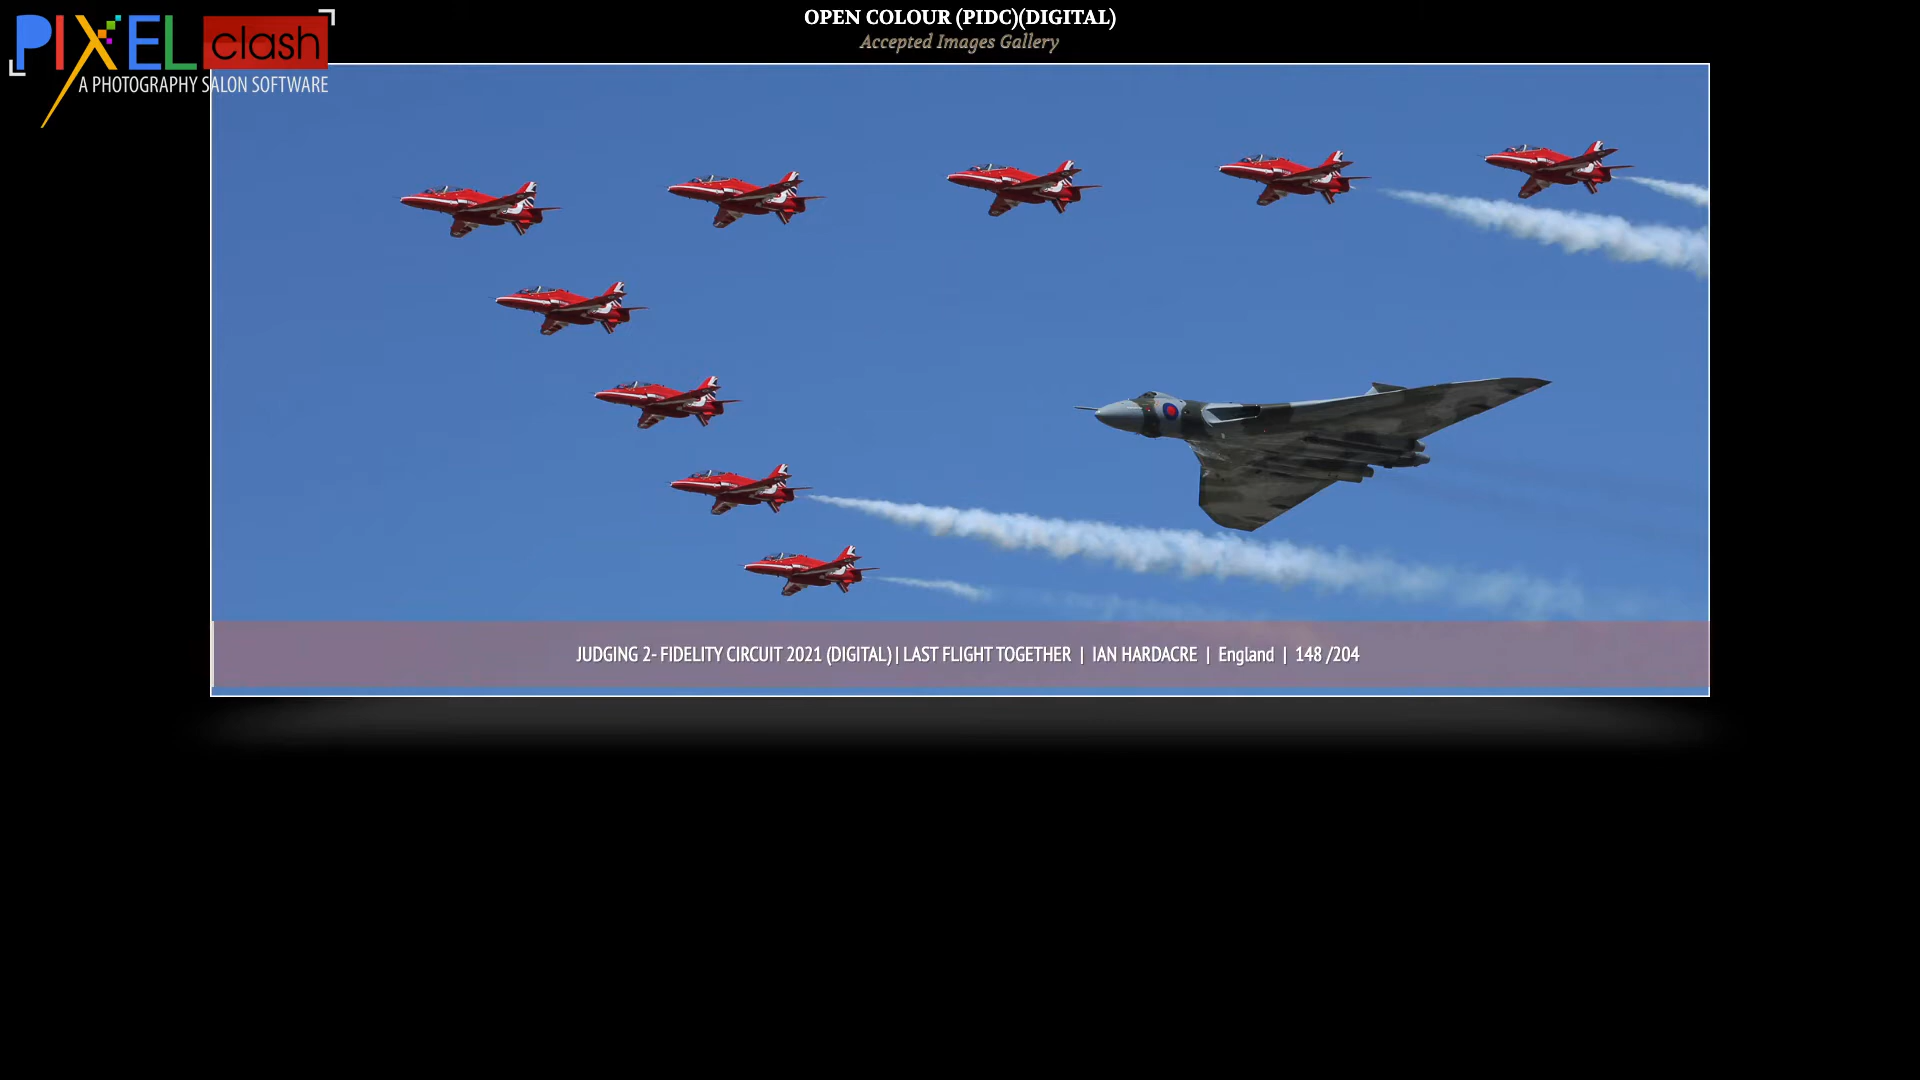 PIXEL clash
A PHOTOGRAPHY SALON SOFTWARE
OPEN COLOUR (PIDC)(DIGITAL)
Accepted Images Gallery
JUDGING 2- FIDELITY CIRCUIT 2021 (DIGITAL) | LAST FLIGHT TOGETHER | IAN HARDACRE | England | 148 /204